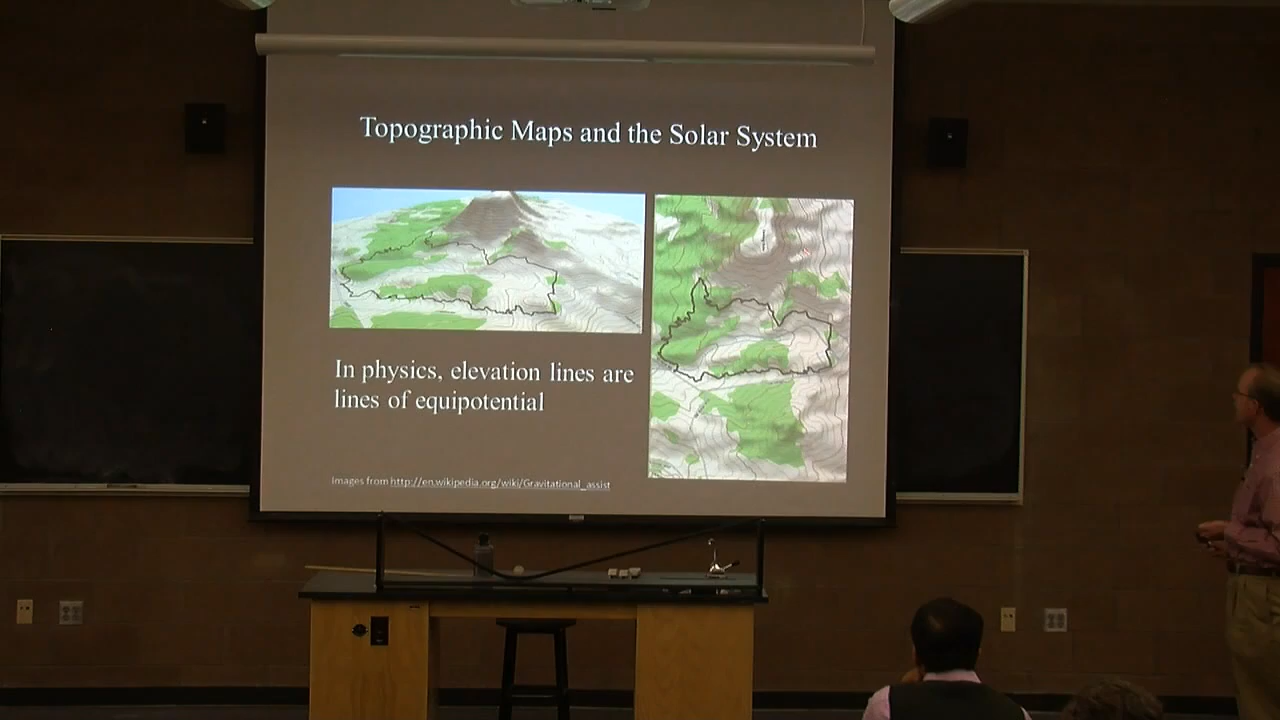 Topographic Maps and the Solar System
In physics, elevation lines are
lines of equipotential
Images from http://en.wikipedia.org/wiki/Gravitational_assist